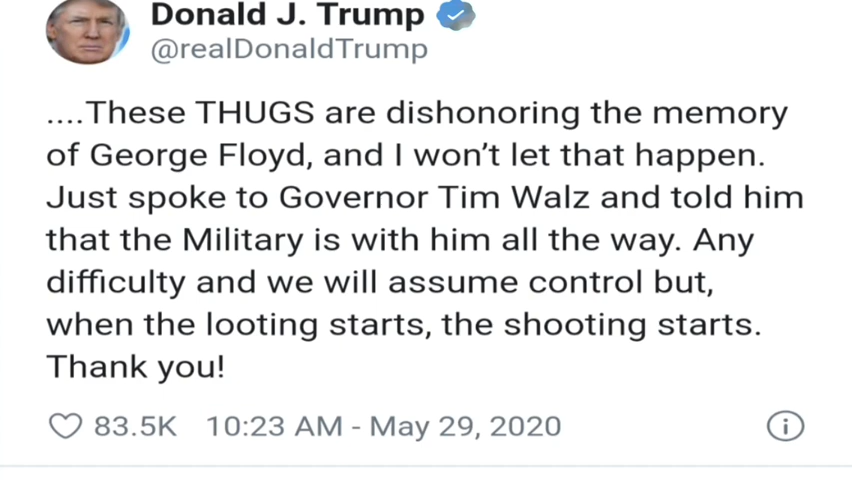 Donald J. Trump
@realDonaldTrump
....These THUGS are dishonoring the memory
of George Floyd, and I won’t let that happen.
Just spoke to Governor Tim Walz and told him
that the Military is with him all the way. Any
difficulty and we will assume control but,
when the looting starts, the shooting starts.
Thank you!
83.5K 10:23 AM - May 29, 2020